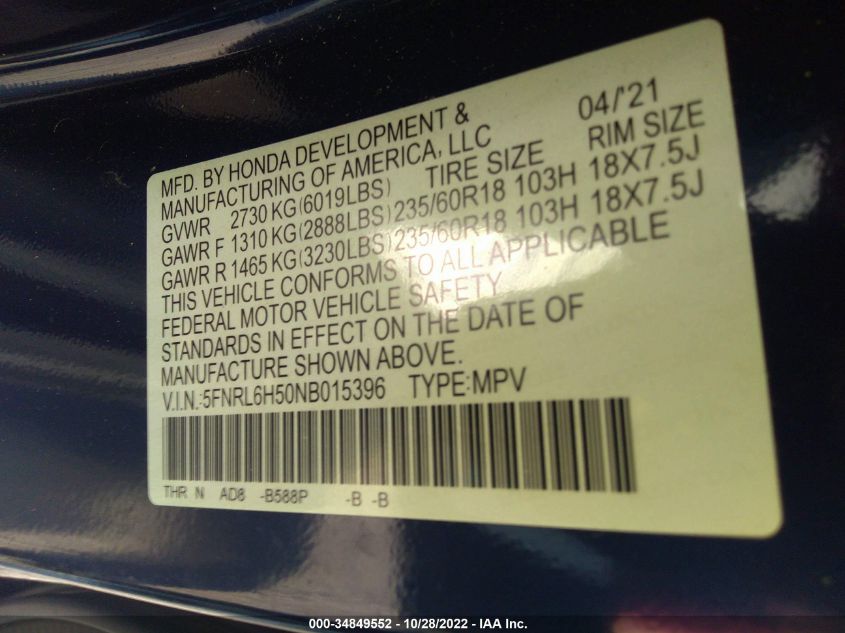 MFD. BY HONDA DEVELOPMENT & 04/'21
MANUFACTURING OF AMERICA, LLC
GVWR 2730 KG(6019LBS) TIRE SIZE RIM SIZE
GAWR F 1310 KG(2888LBS)235/60R18 103H 18X7.5J
GAWR R 1465 KG(3230LBS)235/60R18 103H 18X7.5J
THIS VEHICLE CONFORMS TO ALL APPLICABLE
FEDERAL MOTOR VEHICLE SAFETY
STANDARDS IN EFFECT ON THE DATE OF
MANUFACTURE SHOWN ABOVE.
V.I.N.:5FNRL6H50NB015396 TYPE:MPV
THR N AD8 -B588P -B -B
000-34849552 - 10/28/2022 - IAA Inc.